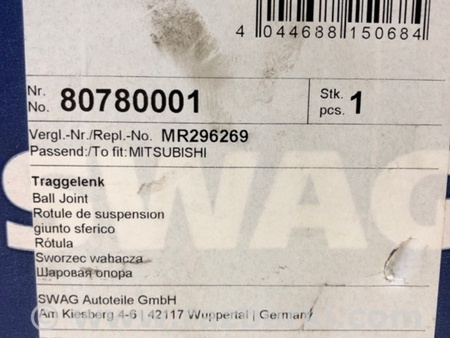 4 044688 150684
Nr.
No. 80780001
Stk.
pcs. 1
Vergl.-Nr./Repl.-No. MR296269
Passend:/To fit:MITSUBISHI
SWAG
Traggelenk
Ball Joint
Rotule de suspension
giunto sferico
Rótula
Sworzec wahacza
Шаровая опора
SWAG Autoteile GmbH
Am Kiesberg 4-6 | 42117 Wuppertal | Germany